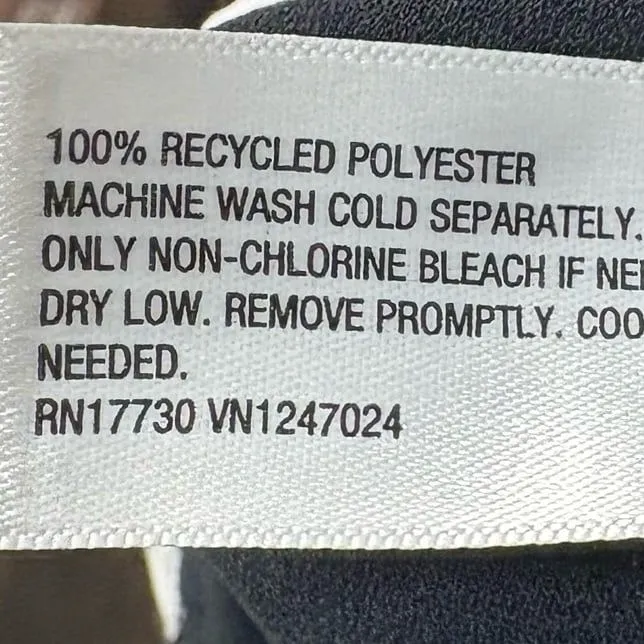 100% RECYCLED POLYESTER
MACHINE WASH COLD SEPARATELY.
ONLY NON-CHLORINE BLEACH IF
DRY LOW. REMOVE PROMPTLY.
NEEDED.
RN17730 VN1247024